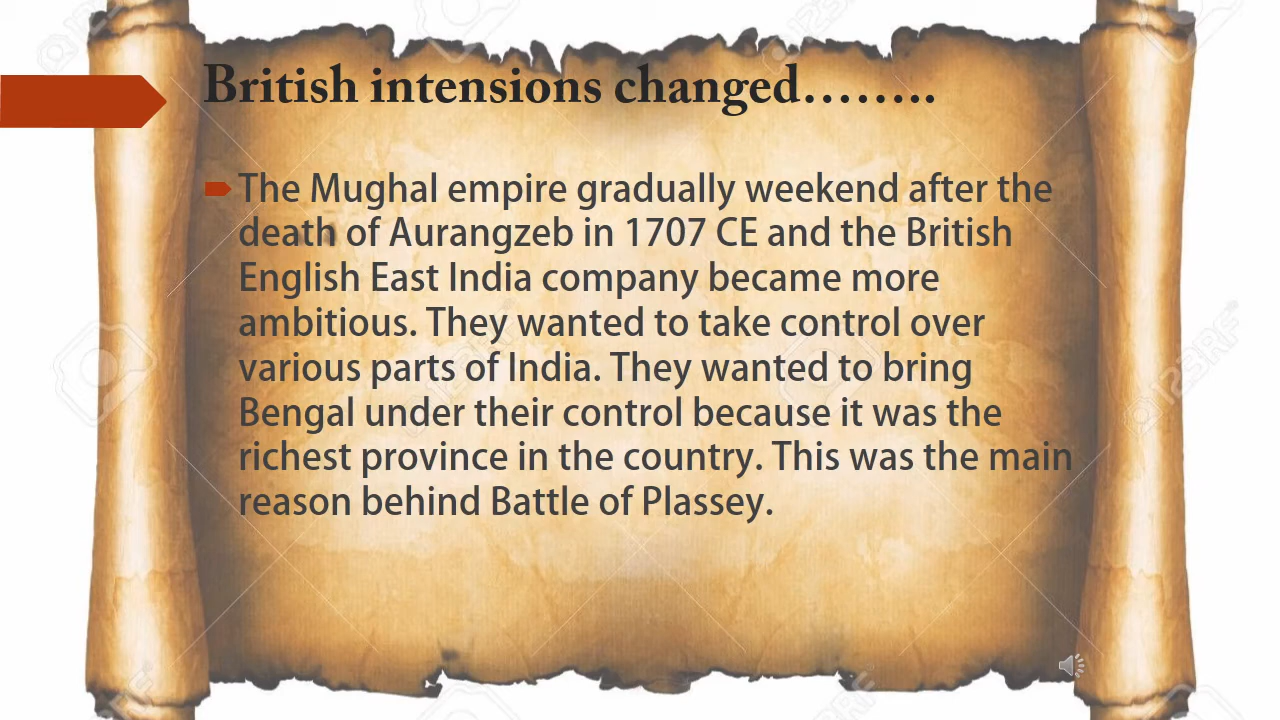 British intensions changed........
The Mughal empire gradually weekend after the
death of Aurangzeb in 1707 CE and the British
English East India company became more
ambitious. They wanted to take control over
various parts of India. They wanted to bring
Bengal under their control because it was the
richest province in the country. This was the main
reason behind Battle of Plassey.
123RF
123RF
123RF